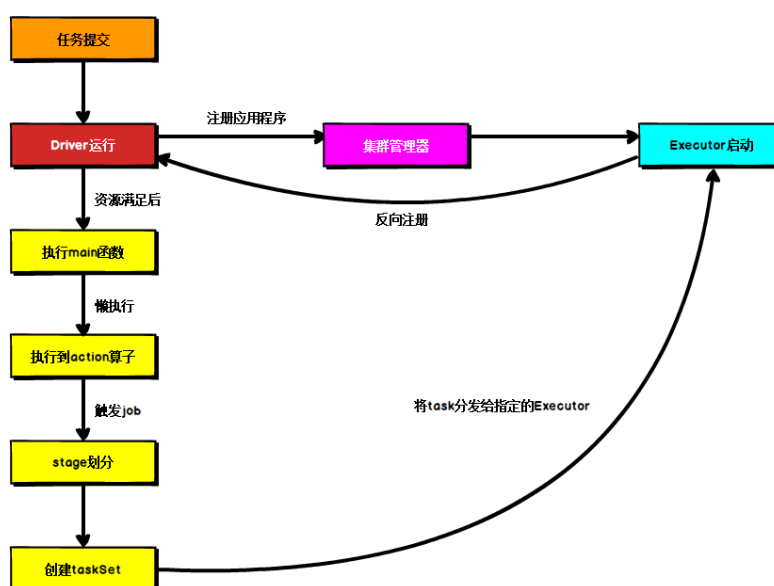 任务提交
注册应用程序
Driver运行
集群管理器
Executor启动
资源满足后
反向注册
执行main函数
懒执行
执行到action算子
触发job
将task分发给指定的Executor
stage划分
创建taskSet